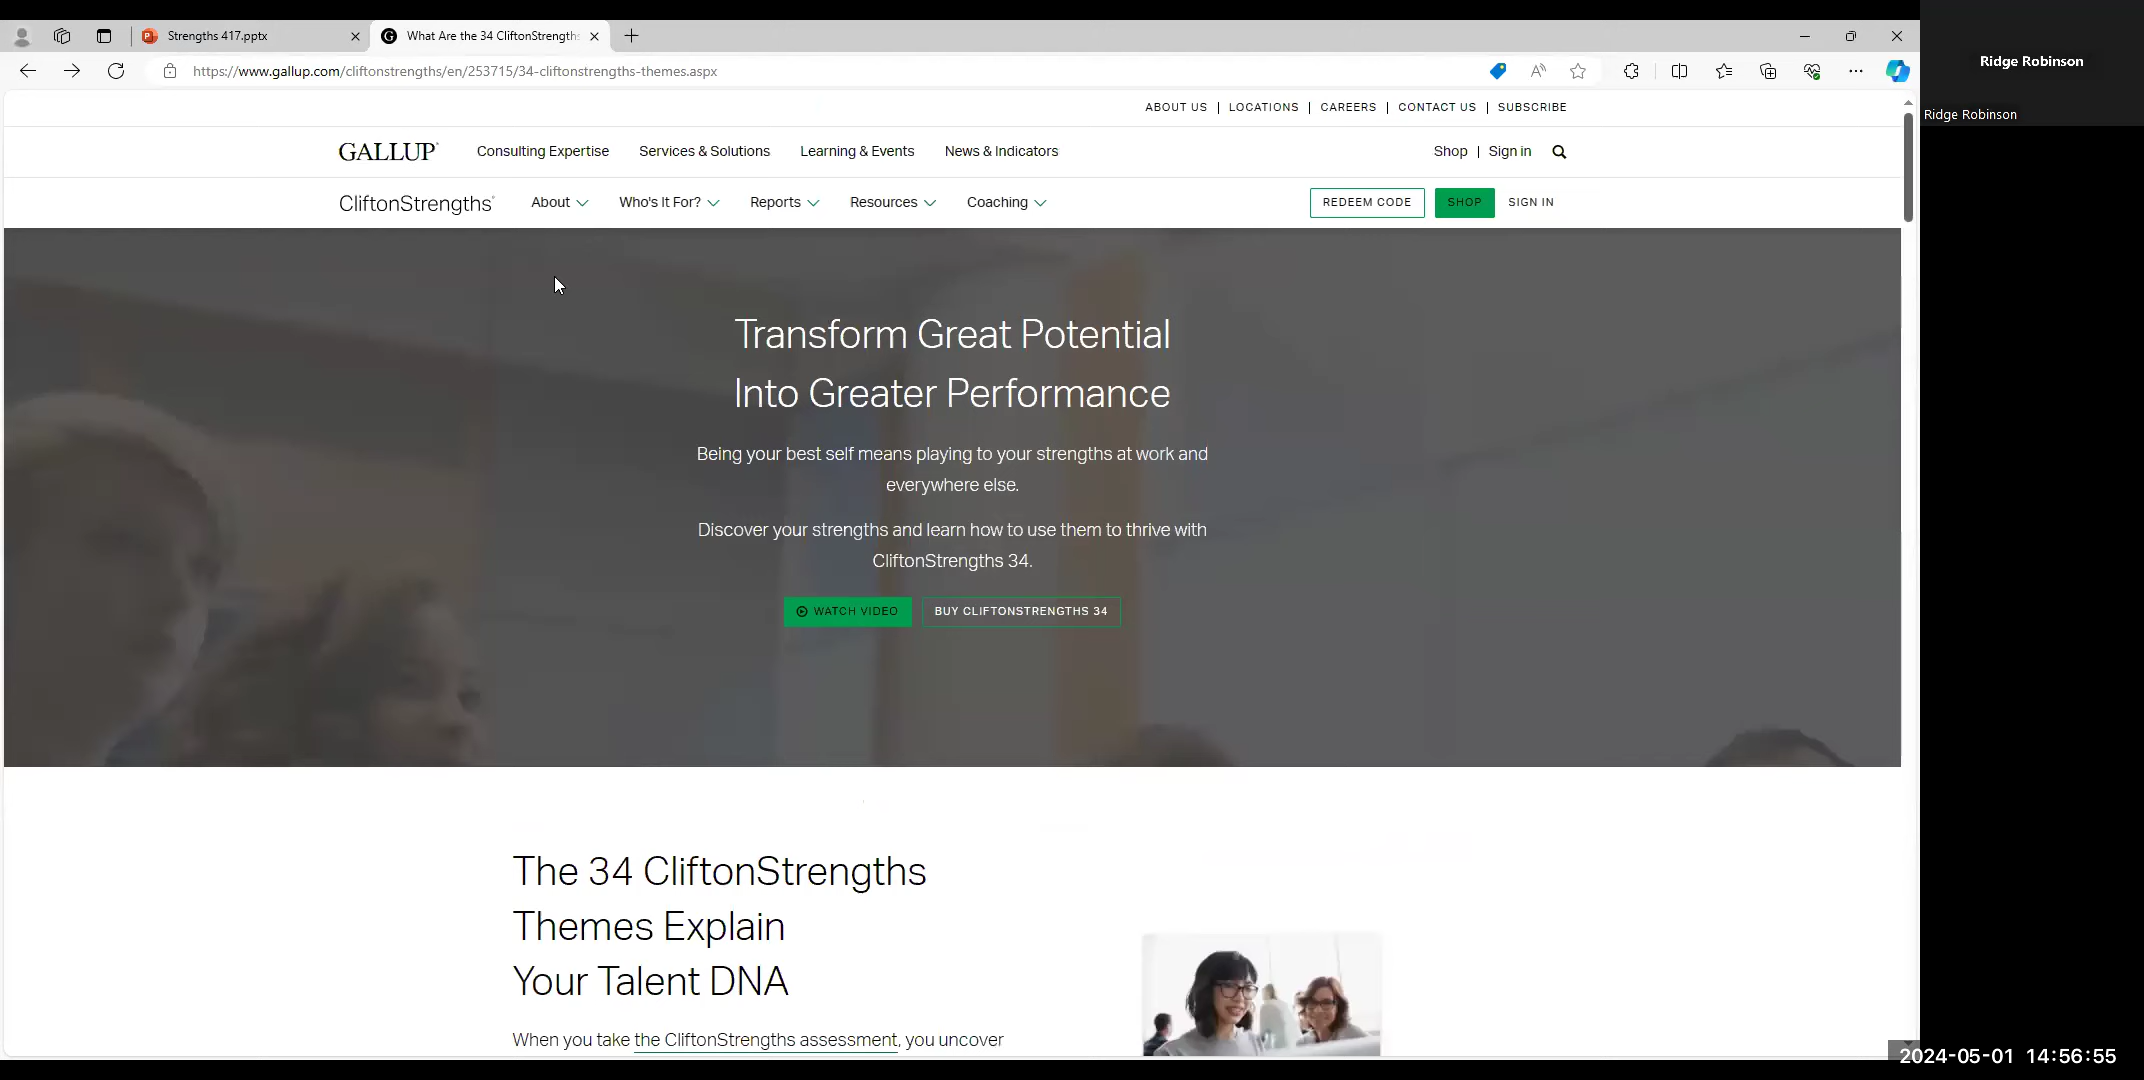 Strengths 417.pptx
What Are the 34 CliftonStrengths
https://www.gallup.com/cliftonstrengths/en/253715/34-cliftonstrengths-themes.aspx
Ridge Robinson
Ridge Robinson
ABOUT US | LOCATIONS | CAREERS | CONTACT US | SUBSCRIBE
GALLUP® Consulting Expertise Services & Solutions Learning & Events News & Indicators Shop | Sign in
CliftonStrengths® About Who's It For? Reports Resources Coaching REDEEM CODE SHOP SIGN IN
Transform Great Potential
Into Greater Performance
Being your best self means playing to your strengths at work and
everywhere else.
Discover your strengths and learn how to use them to thrive with
CliftonStrengths 34.
WATCH VIDEO BUY CLIFTONSTRENGTHS 34
The 34 CliftonStrengths
Themes Explain
Your Talent DNA
When you take the CliftonStrengths assessment, you uncover
2024-05-01 14:56:55